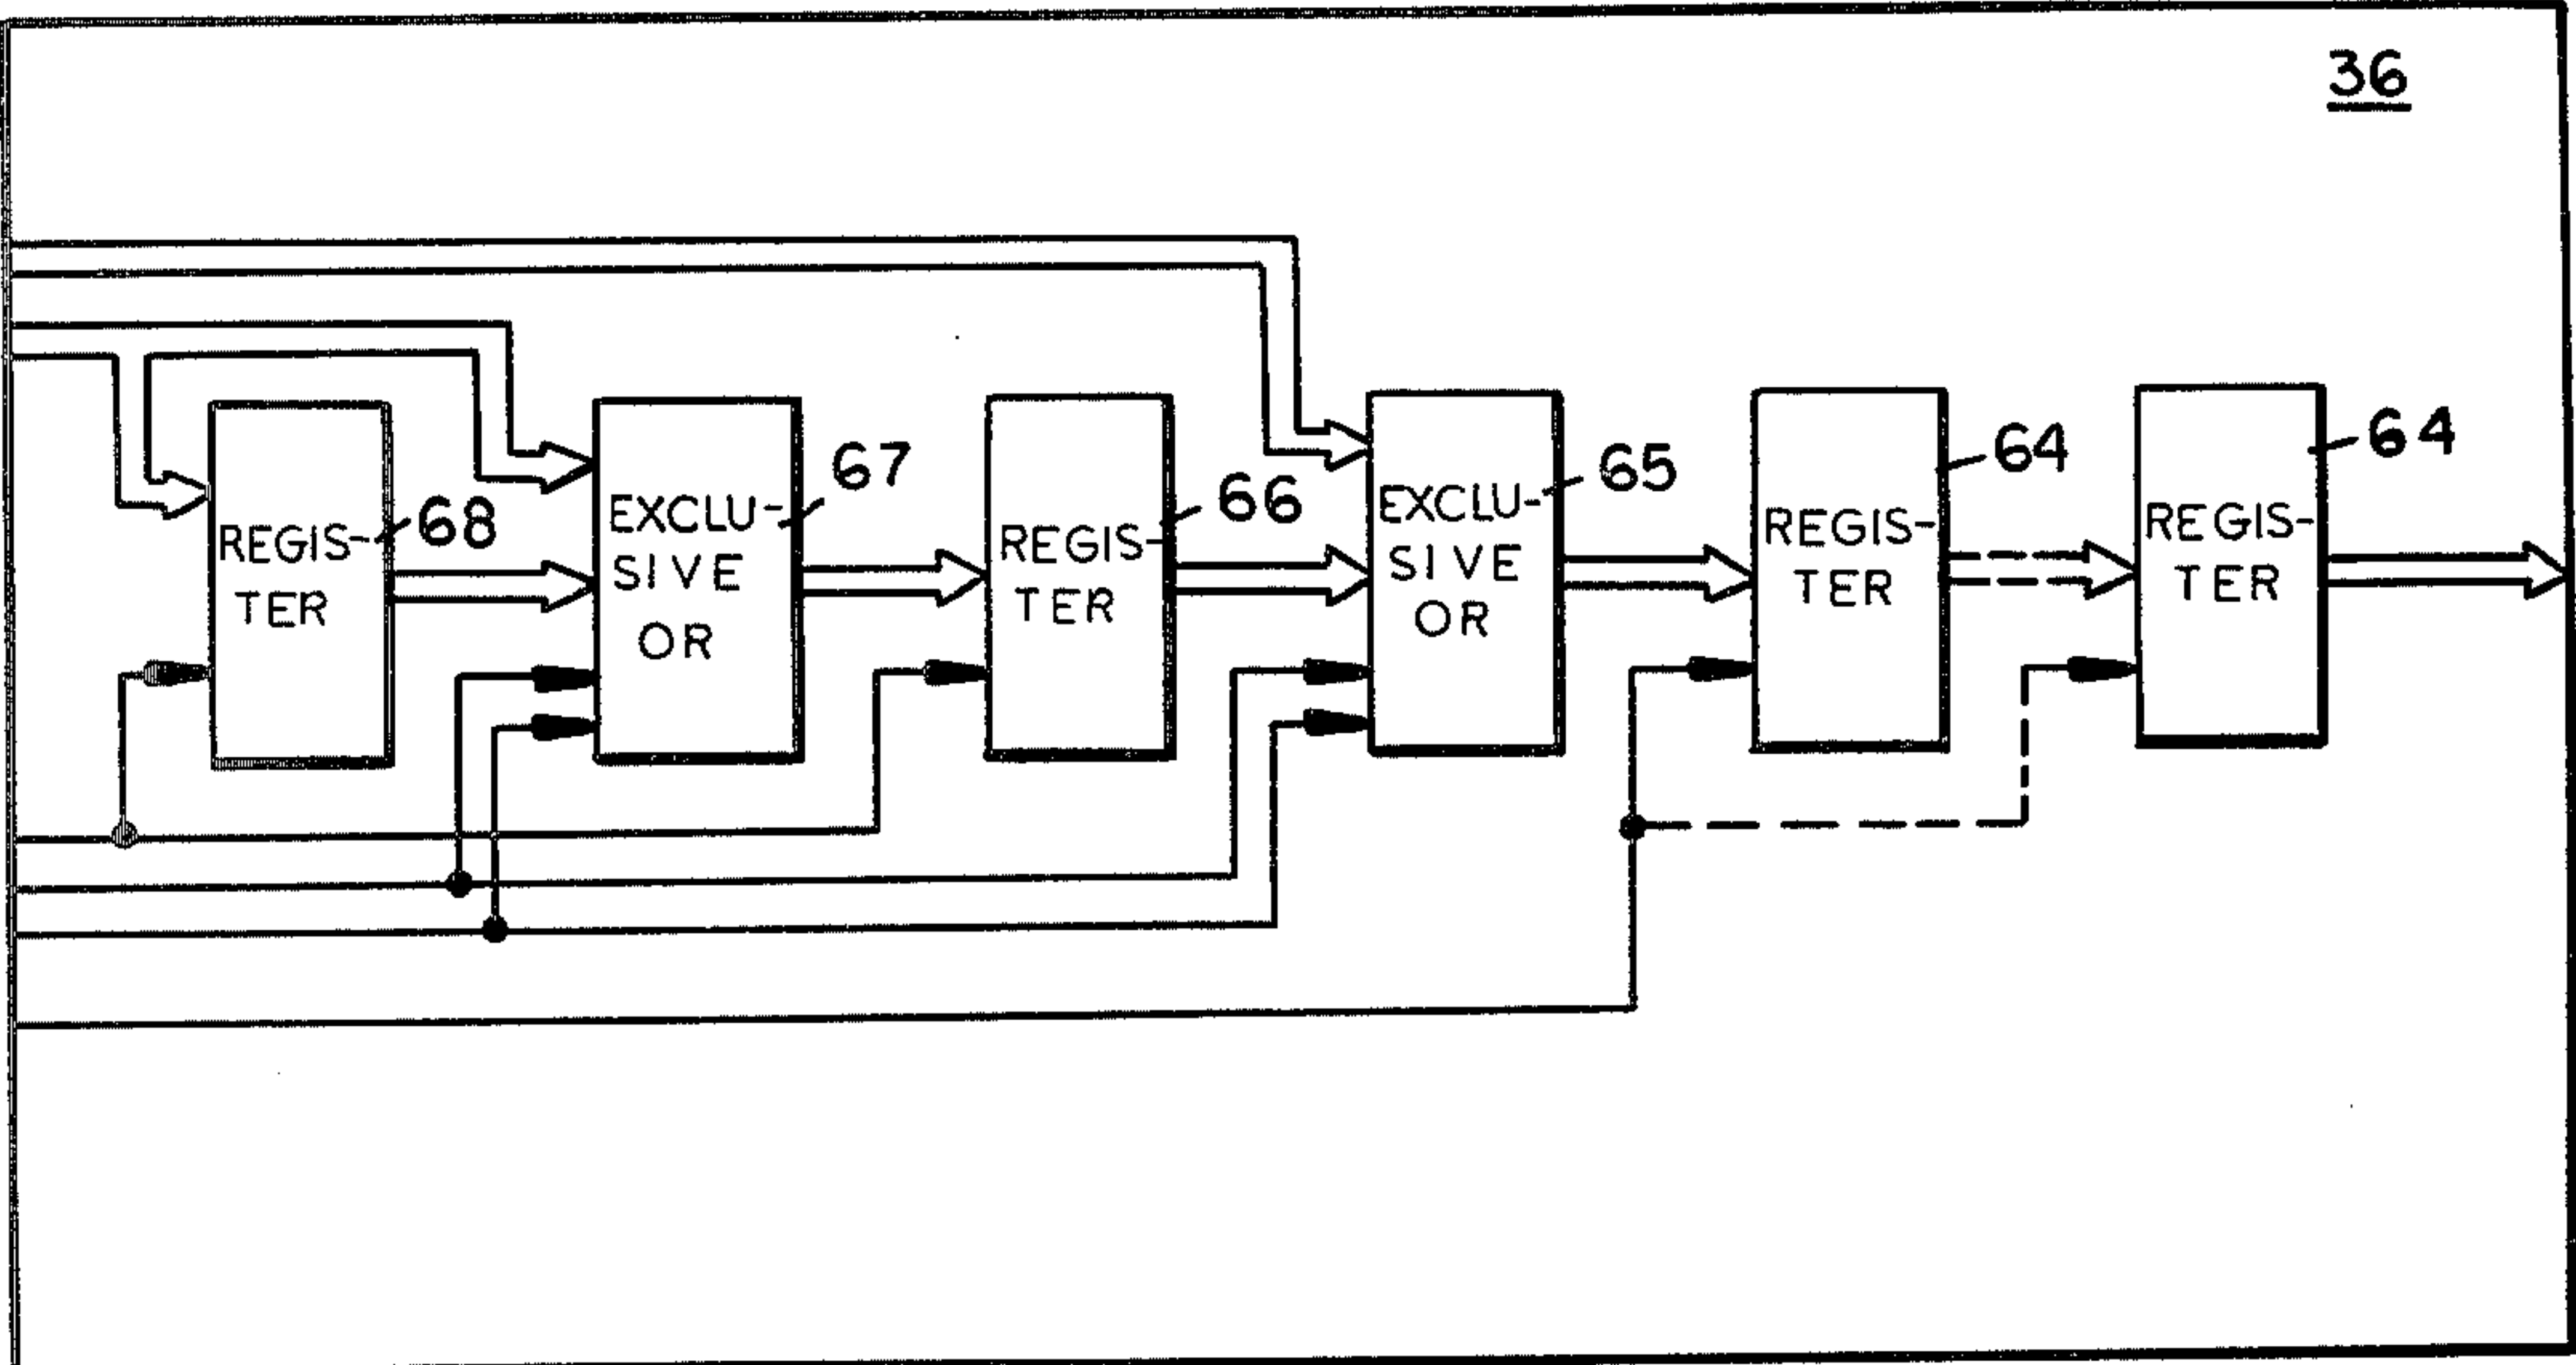 36
REGIS-
TER
68
EXCLU-
SIVE
OR
67
REGIS-
TER
66
EXCLU-
SIVE
OR
65
REGIS-
TER
64
REGIS-
TER
64